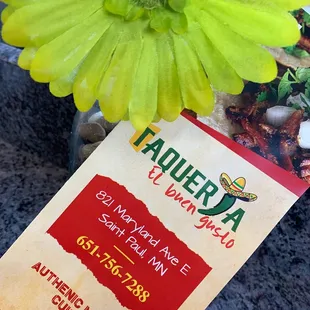 TAQUERIA
El buen gusto
821 Maryland Ave E
Saint Paul, MN
651-756-7288
AUTHENTIC